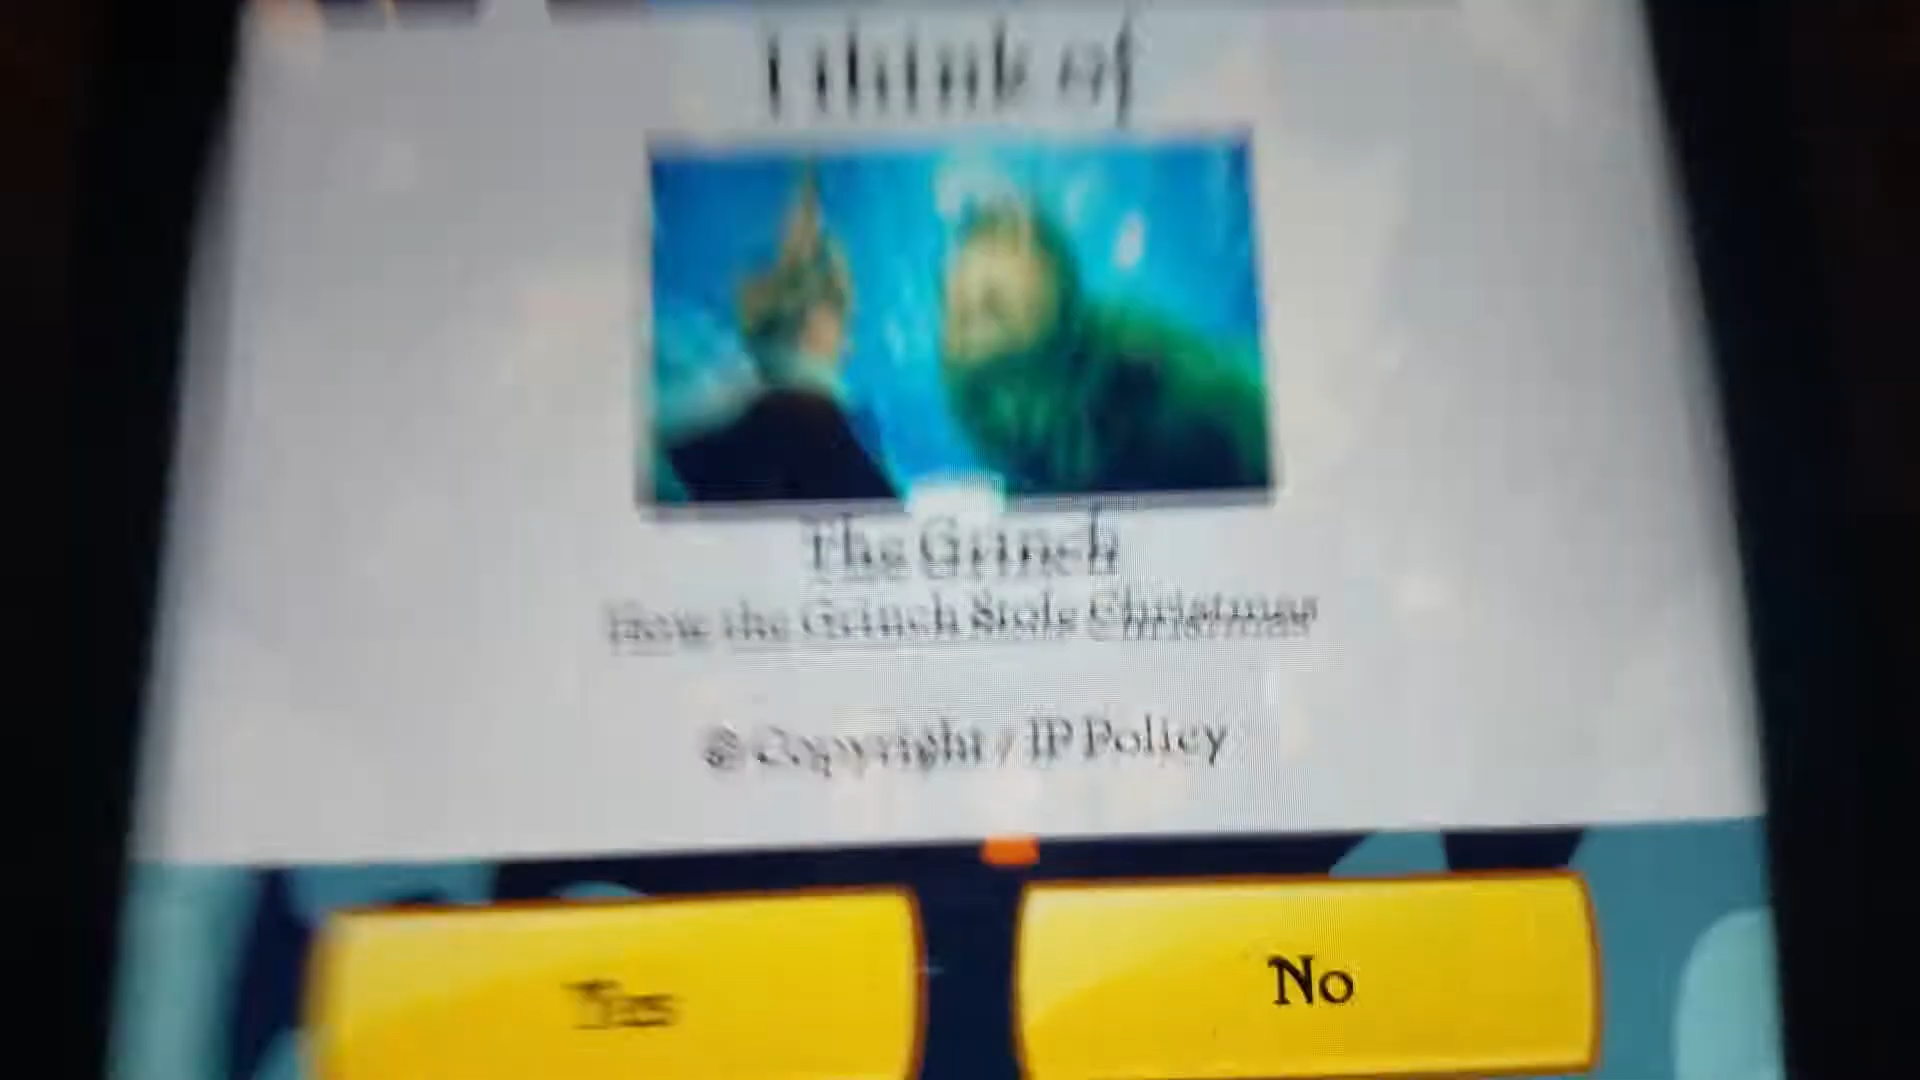 I think of
The Grinch
How the Grinch Stole Christmas
© Copyright / IP Policy
Yes
No